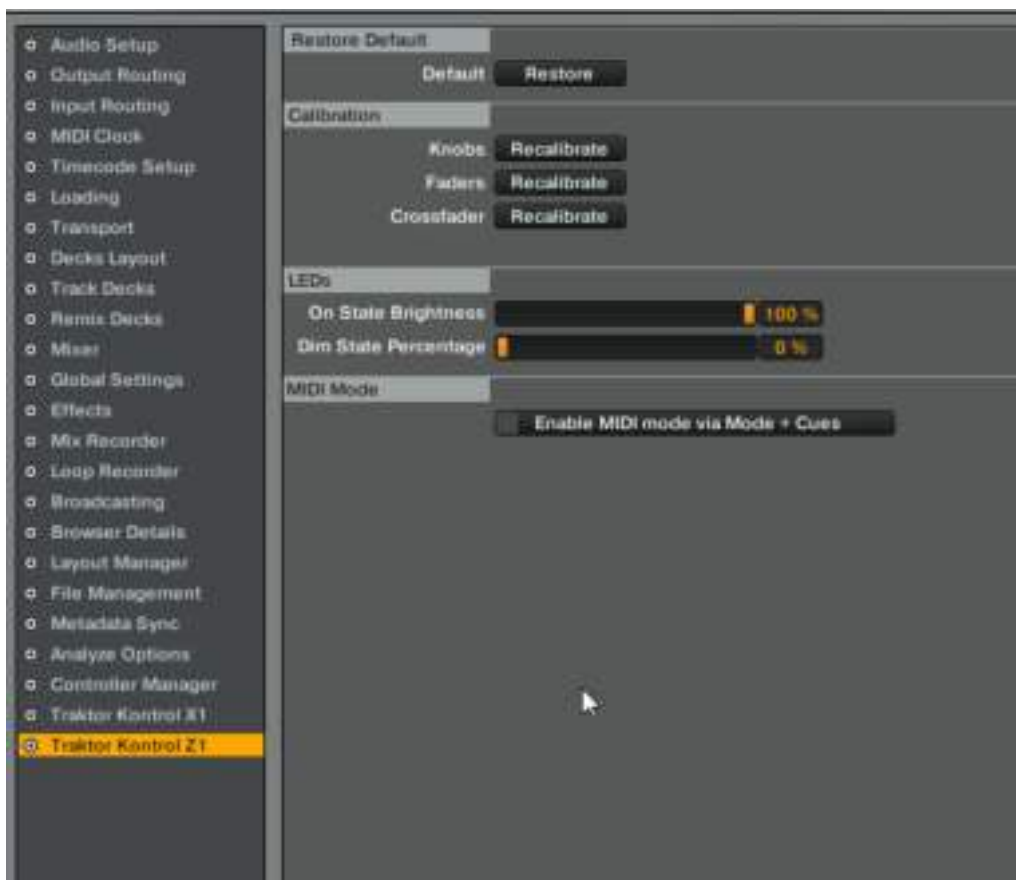 Audio Setup
Output Routing
Input Routing
MIDI Clock
Timecode Setup
Loading
Transport
Decks Layout
Track Decks
Remix Decks
Mixer
Global Settings
Effects
Mix Recorder
Loop Recorder
Broadcasting
Browser Details
Layout Manager
File Management
Metadata Sync
Analyze Options
Controller Manager
Traktor Kontrol X1
Traktor Kontrol Z1
Restore Default
Default Restore
Calibration
Knobs Recalibrate
Faders Recalibrate
Crossfader Recalibrate
LEDs
On State Brightness 100 %
Dim State Percentage 0 %
MIDI Mode
Enable MIDI mode via Mode + Cues